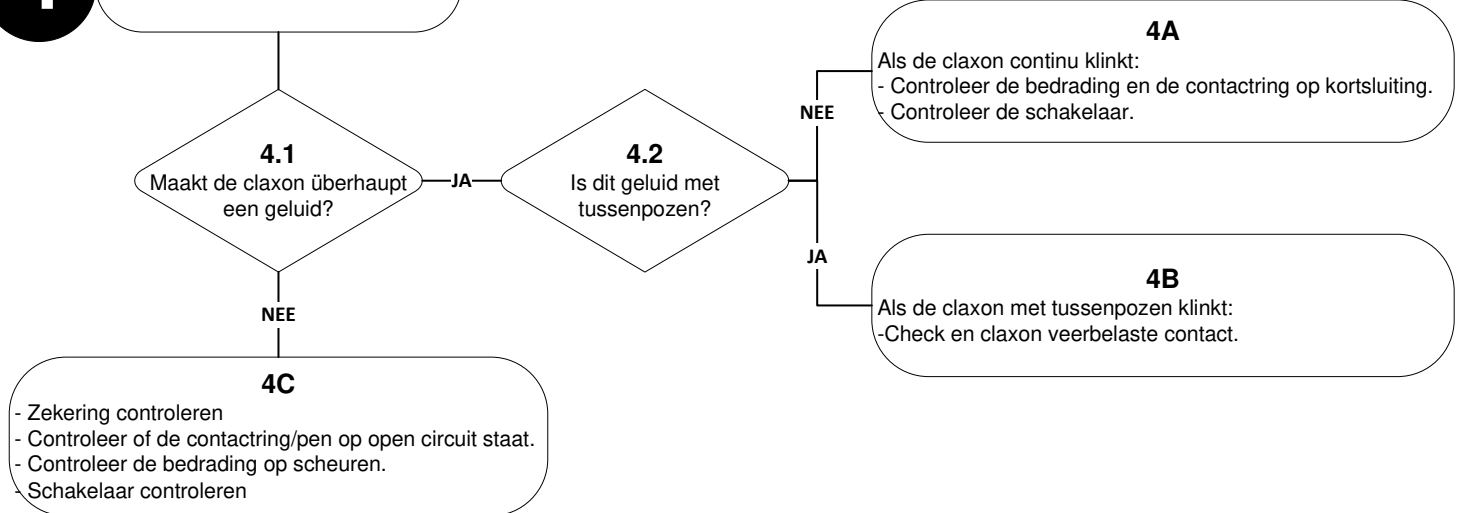 4.1
Maakt de claxon überhaupt
een geluid?
JA
4.2
Is dit geluid met
tussenpozen?
NEE
4A
Als de claxon continu klinkt:
- Controleer de bedrading en de contactring op kortsluiting.
- Controleer de schakelaar.
JA
4B
Als de claxon met tussenpozen klinkt:
-Check en claxon veerbelaste contact.
NEE
4C
- Zekering controleren
- Controleer of de contactring/pen op open circuit staat.
- Controleer de bedrading op scheuren.
- Schakelaar controleren